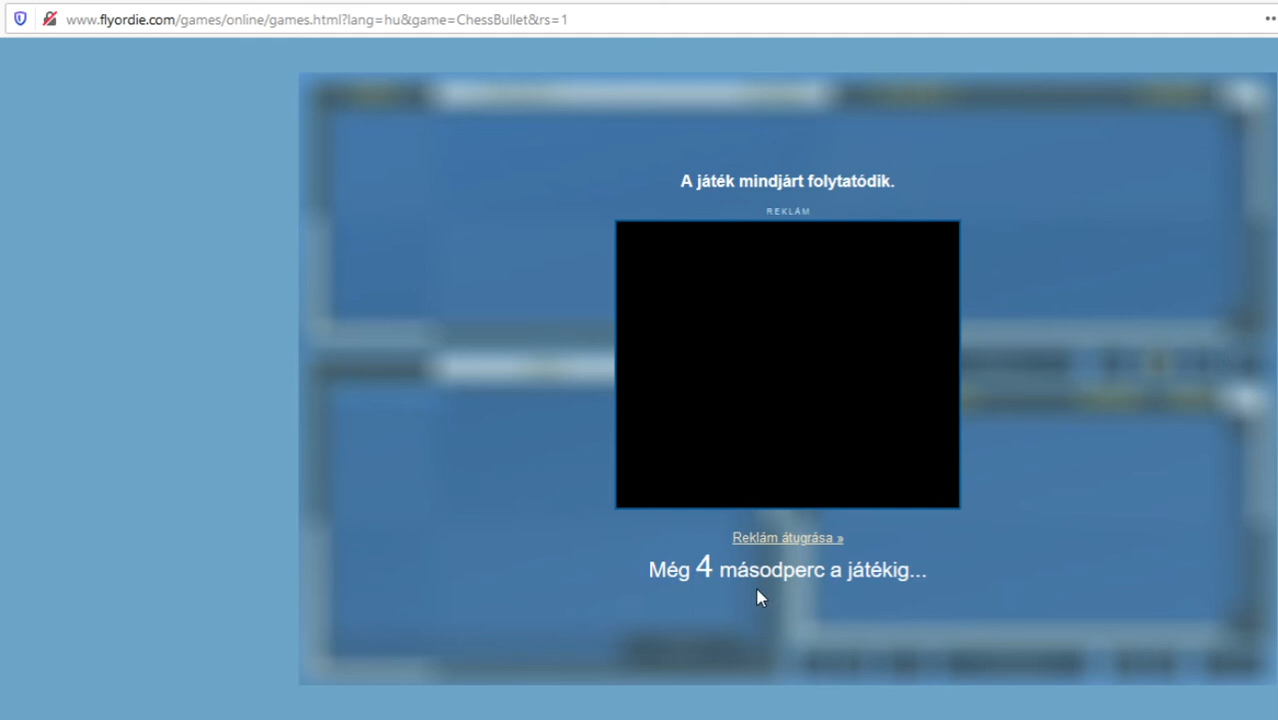 www.flyordie.com/games/online/games.html?lang=hu&game=ChessBullet&rs=1
A játék mindjárt folytatódik.
REKLÁM
Reklám átugrása »
Még 4 másodperc a játékig...